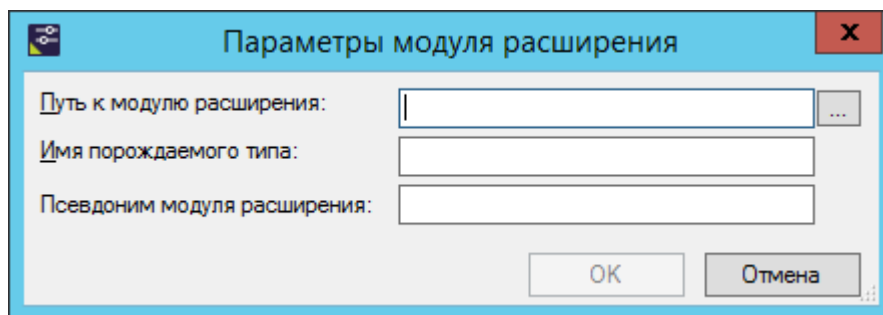 Параметры модуля расширения
x
Путь к модулю расширения:
...
Имя порождаемого типа:
Псевдоним модуля расширения:
OK Отмена